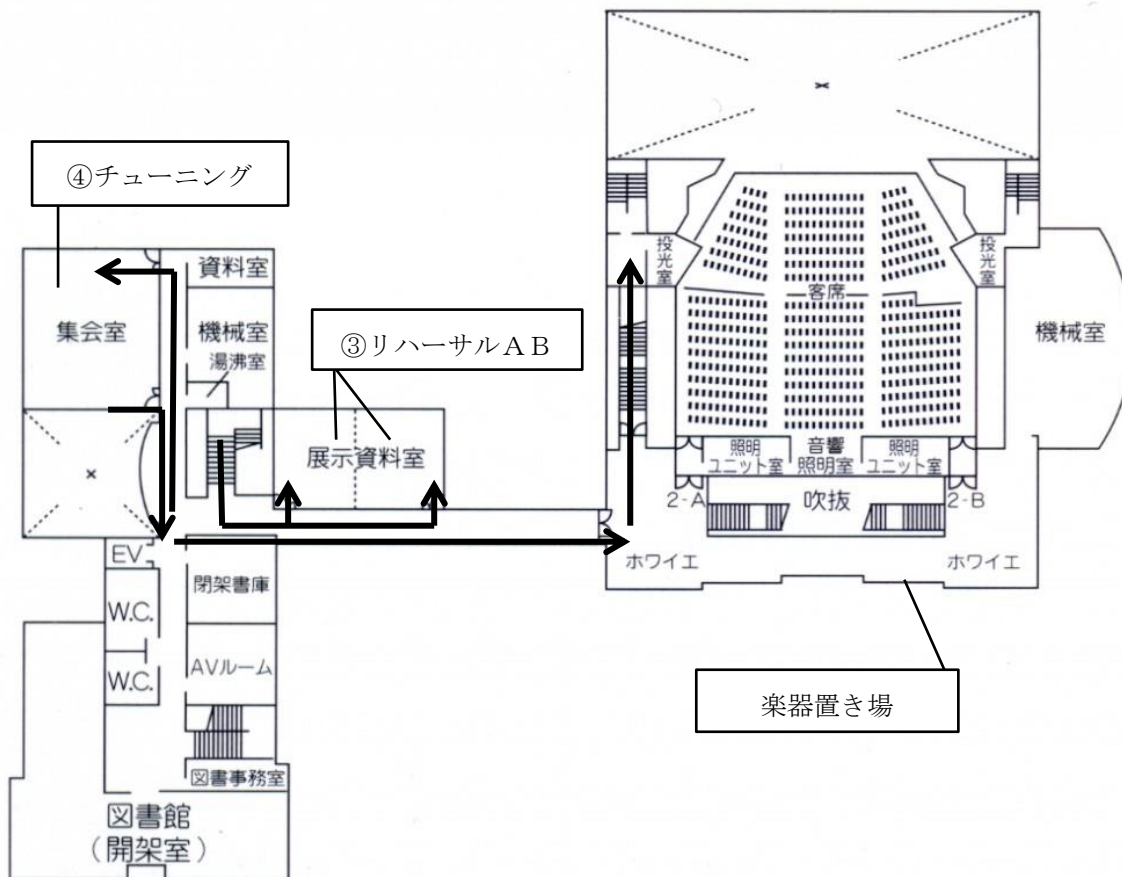 ④チューニング
資料室
集会室
機械室
湯沸室
③リハーサルＡＢ
展示資料室
投光室
投光室
客席
機械室
照明
ユニット室
音響
照明室
照明
ユニット室
2-A
吹抜
2-B
ホワイエ
ホワイエ
EV
閉架書庫
W.C.
AVルーム
W.C.
楽器置き場
図書事務室
図書館
（開架室）